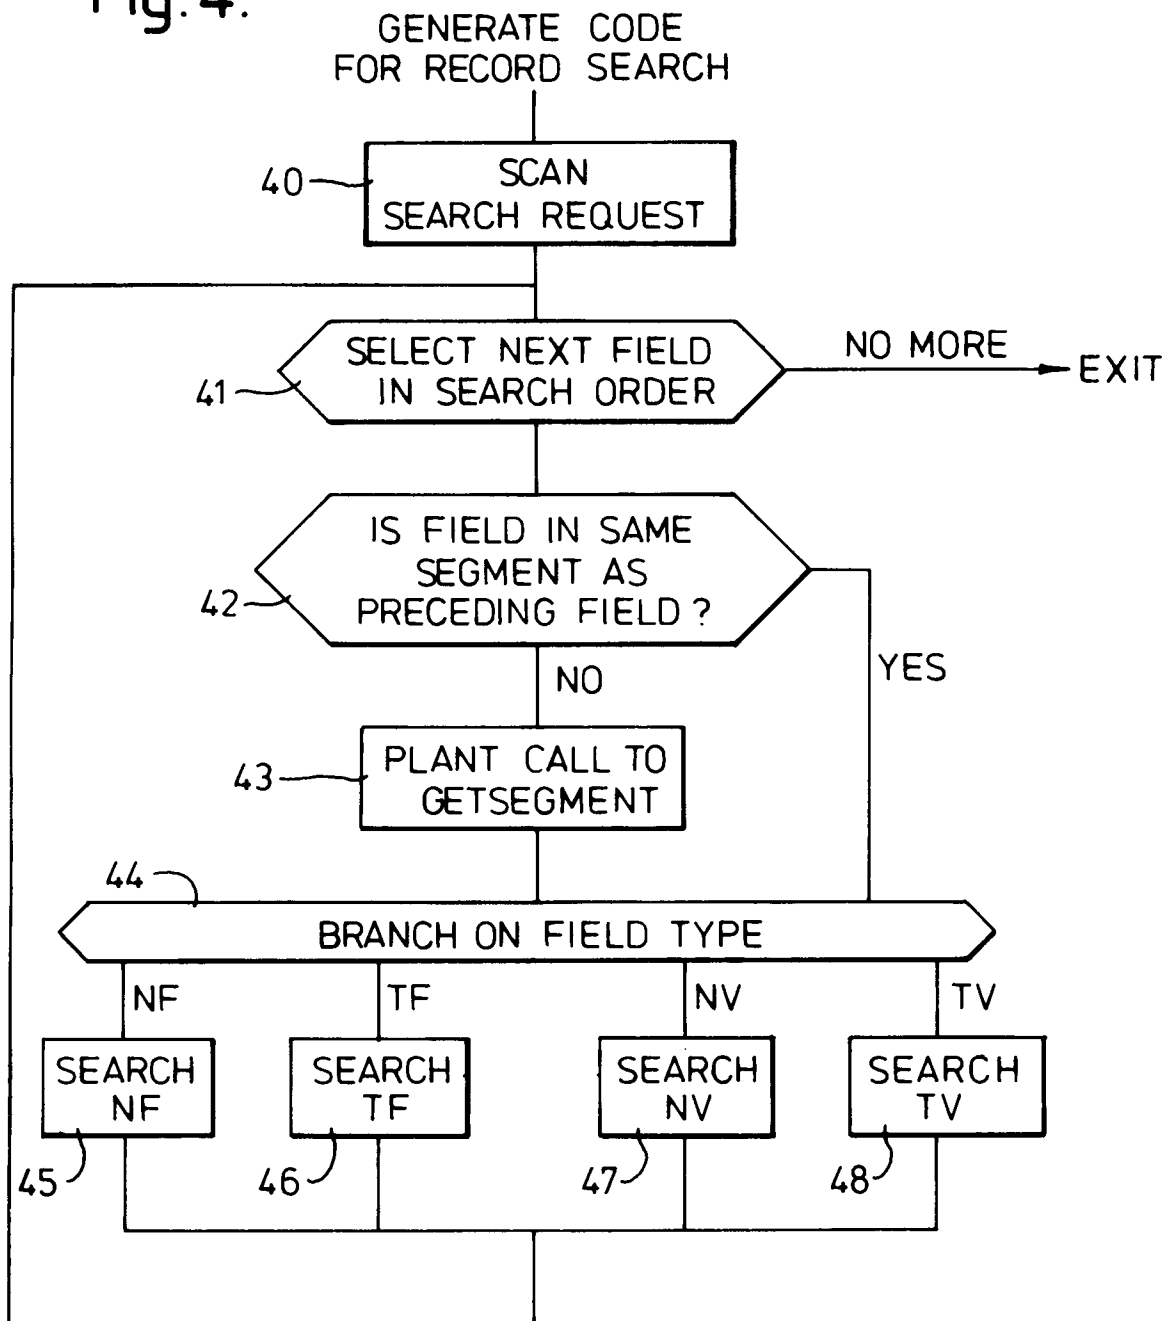 Fig. 4.
GENERATE CODE
FOR RECORD SEARCH
40
SCAN
SEARCH REQUEST
SELECT NEXT FIELD
IN SEARCH ORDER
41
NO MORE
EXIT
IS FIELD IN SAME
SEGMENT AS
PRECEDING FIELD ?
42
NO
YES
PLANT CALL TO
GETSEGMENT
43
44
BRANCH ON FIELD TYPE
NF
TF
NV
TV
SEARCH
NF
SEARCH
TF
SEARCH
NV
SEARCH
TV
45
46
47
48